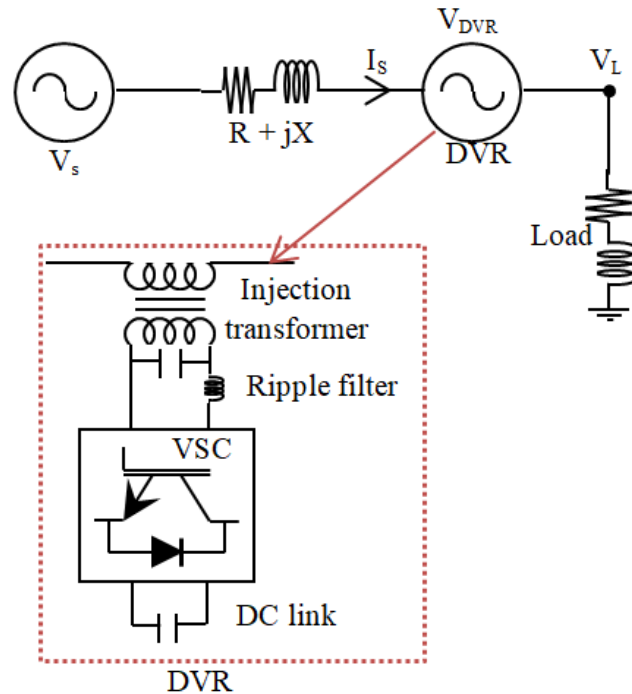 V_DVR
I_S
V_L
R + jX
V_s
DVR
Load
Injection
transformer
Ripple filter
VSC
DC link
DVR